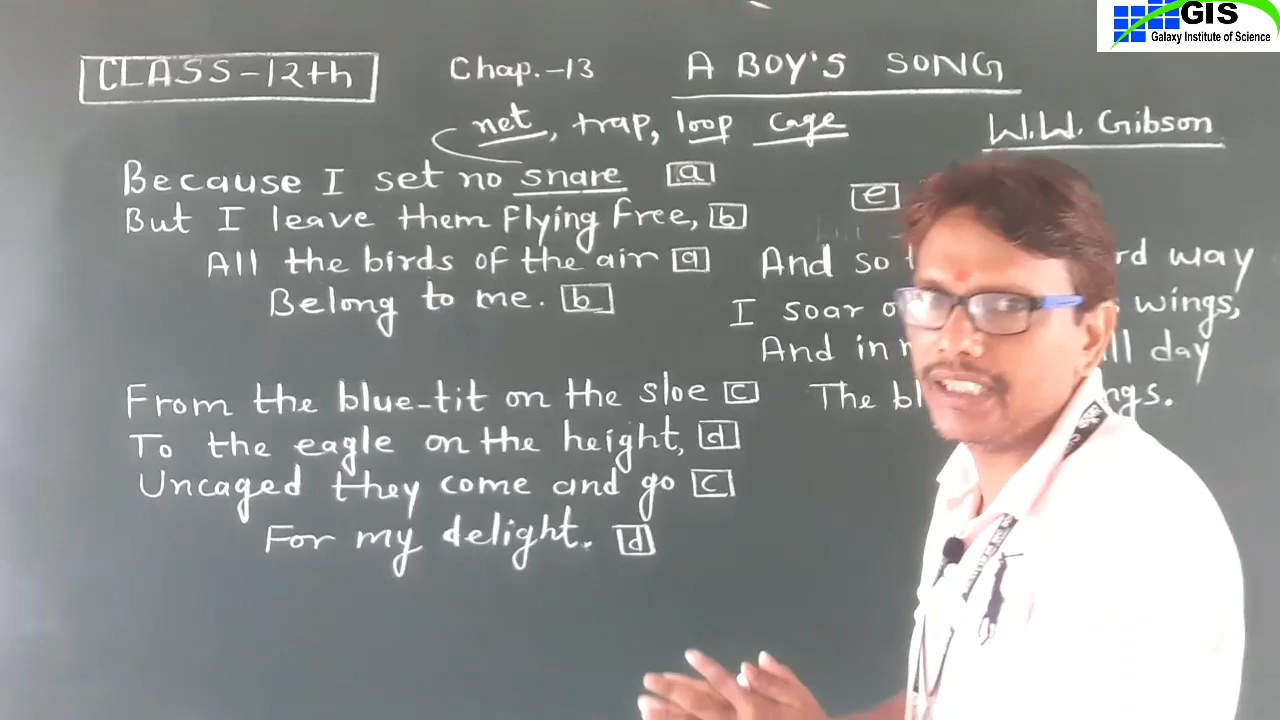 GIS
Galaxy Institute of Science
CLASS-12th Chap.-13 A BOY'S SONG
net, trap, loop cage W.W. Gibson
Because I set no snare a
But I leave them flying free, b
All the birds of the air a
Belong to me. b
From the blue-tit on the sloe c
To the eagle on the height, d
Uncaged they come and go c
For my delight. d
e
And so way
I soar wings,
And in day
The